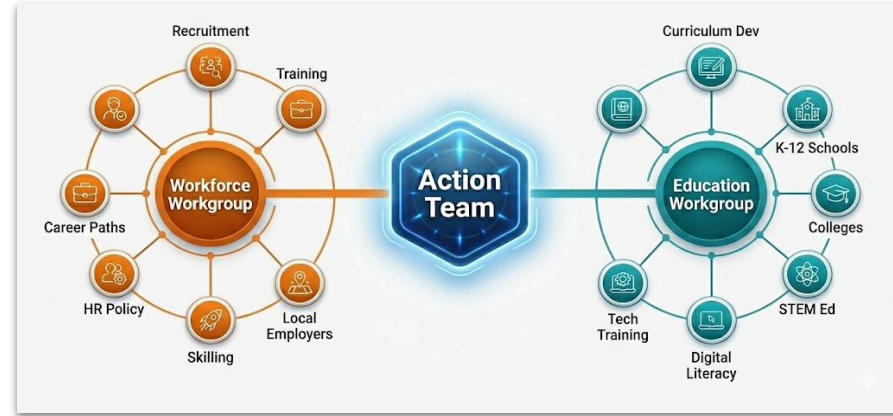 Recruitment
Training
Workforce
Workgroup
Career Paths
HR Policy
Skilling
Local
Employers
Action
Team
Curriculum Dev
K-12 Schools
Education
Workgroup
Colleges
STEM Ed
Digital
Literacy
Tech
Training